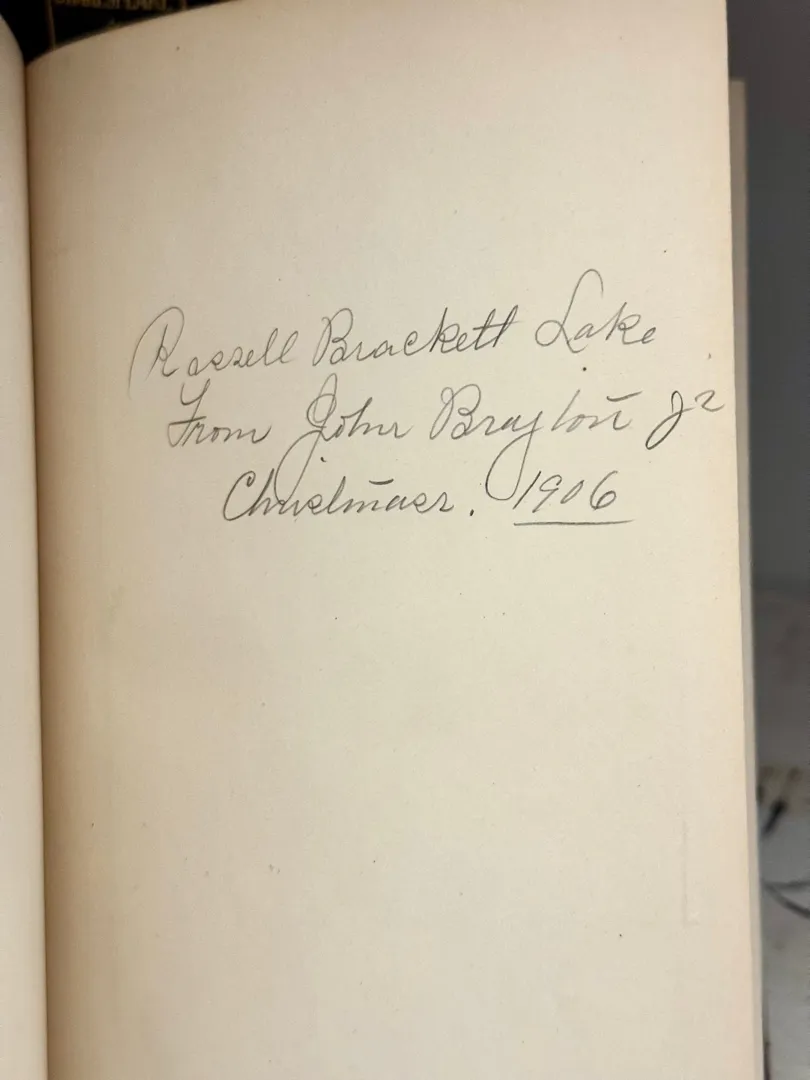 Russell Brackett Lake
From John Brayton Jr
Christmas. 1906